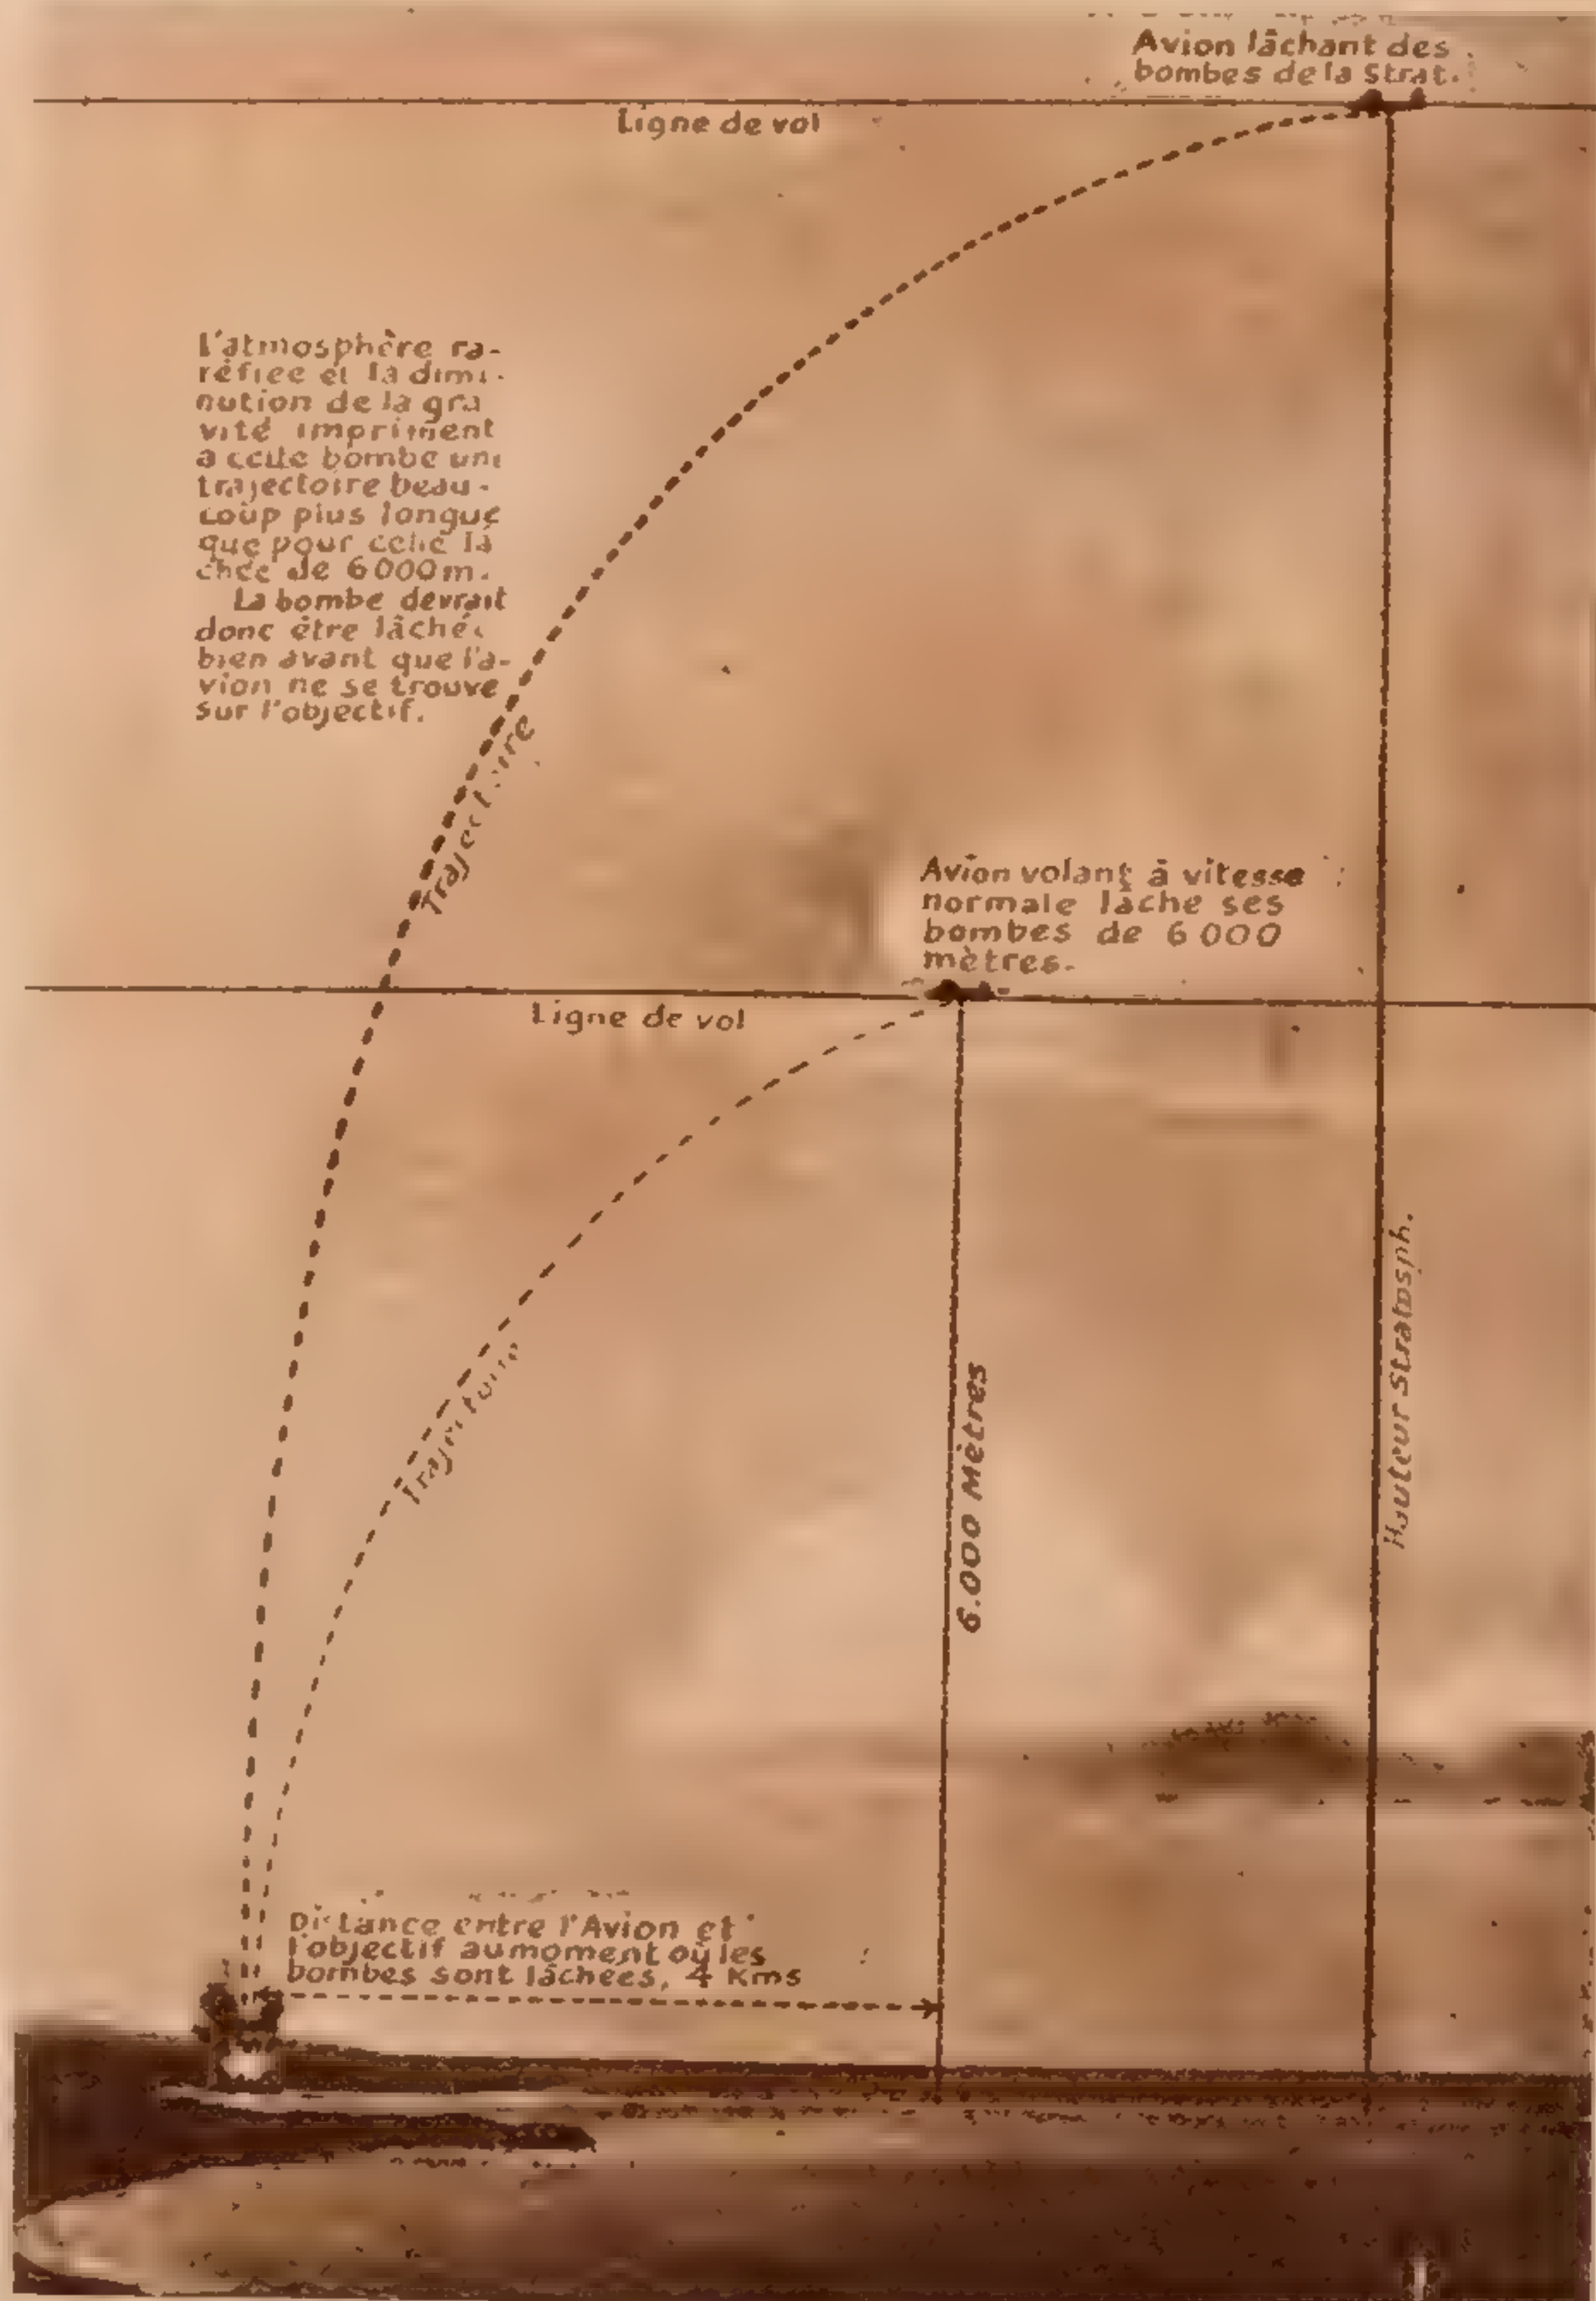 Avion lâchant des
bombes de la Strat.
Ligne de vol
L'atmosphère ra-
réfiée et la dimi-
nution de la gra
vité impriment
a cette bombe une
trajectoire beau-
coup plus longue
que pour celle lâ
chée de 6000 m.
La bombe devrait
donc être lâchée
bien avant que l'a-
vion ne se trouve
sur l'objectif.
Trajectoire
Avion volant à vitesse
normale lâche ses
bombes de 6000
mètres.
Ligne de vol
Trajectoire
6.000 Mètres
Hauteur Stratosph.
Distance entre l'Avion et
l'objectif au moment où les
bombes sont lâchées, 4 Kms